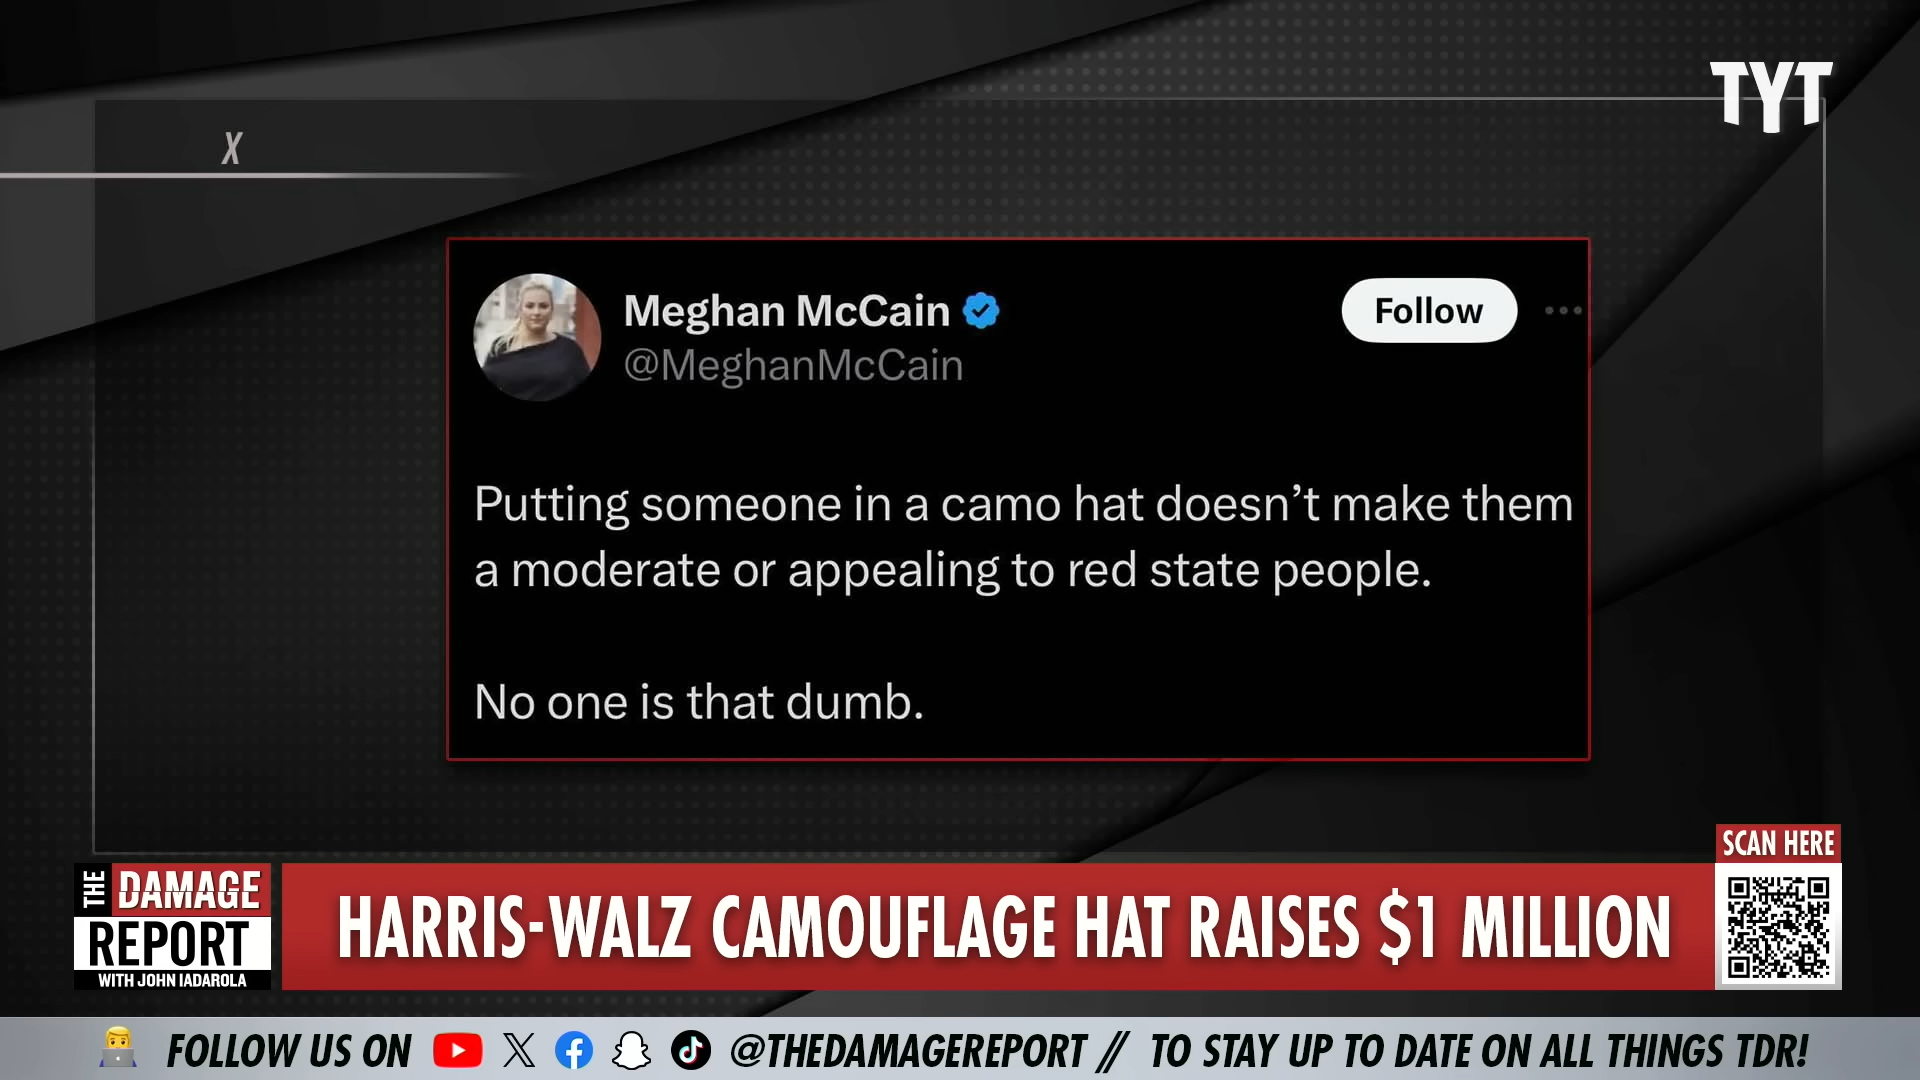 TYT
X
Meghan McCain
Follow
@MeghanMcCain
Putting someone in a camo hat doesn’t make them
a moderate or appealing to red state people.
No one is that dumb.
SCAN HERE
THE DAMAGE
REPORT
WITH JOHN IADAROLA
HARRIS-WALZ CAMOUFLAGE HAT RAISES $1 MILLION
FOLLOW US ON @THEDAMAGEREPORT // TO STAY UP TO DATE ON ALL THINGS TDR!